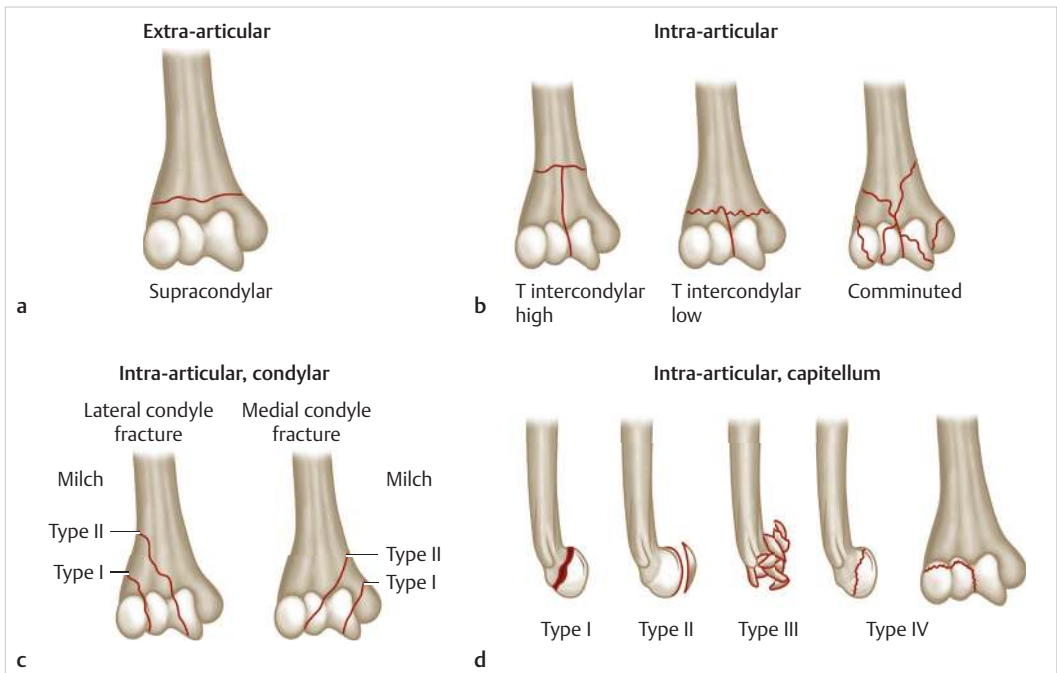 Extra-articular
Supracondylar
a
Intra-articular
T intercondylar
high
T intercondylar
low
Comminuted
b
Intra-articular, condylar
Lateral condyle
fracture
Medial condyle
fracture
Milch
Milch
Type II
Type I
Type II
Type I
c
Intra-articular, capitellum
Type I
Type II
Type III
Type IV
d